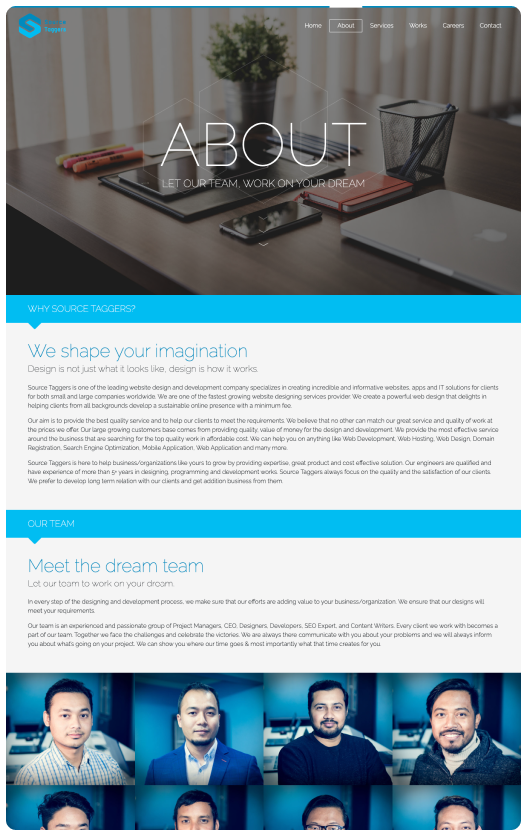 Taggers
Home About Services Works Careers Contact
ABOUT
LET OUR TEAM, WORK ON YOUR DREAM
WHY SOURCE TAGGERS?
We shape your imagination
Design is not just what it looks like, design is how it works.
Source Taggers is one of the leading website design and development company specializes in creating incredible and informative websites, apps and IT solutions for clients
for both small and large companies worldwide. We are one of the fastest growing website designing services provider. We create a powerful web design that delights in
helping clients from all backgrounds develop a sustainable online presence with a minimum fee.
Our aim is to provide the best quality service and to help our clients to meet the requirements. We believe that no other can match our great service and quality of work at
the prices we offer. Our large growing customers base comes from providing quality, value of money for the design and development. We provide the most effective service
around the business that are searching for the top quality work in affordable cost. We can help you on anything like Web Development, Web Hosting, Web Design, Domain
Registration, Search Engine Optimization, Mobile Application, Web Application and many more.
Source Taggers is here to help business/organizations like yours to grow by providing expertise, great product and cost effective solution. Our engineers are qualified and
have experience of more than 5+ years in designing, programming and development works. Source Taggers always focus on the quality and the satisfaction of our clients.
We prefer to develop long term relation with our clients and get addition business from them.
OUR TEAM
Meet the dream team
Let our team to work on your dream.
In every step of the designing and development process, we make sure that our efforts are adding value to your business/organization. We ensure that our designs will
meet your requirements.
Our team is an experienced and passionate group of Project Managers, CEO, Designers, Developers, SEO Expert, and Content Writers. Every client we work with becomes a
part of our team. Together we face the challenges and celebrate the victories. We are always there communicate with you about your problems and we will always inform
you about what's going on your project. We can show you where our time goes & most importantly what that time creates for you.